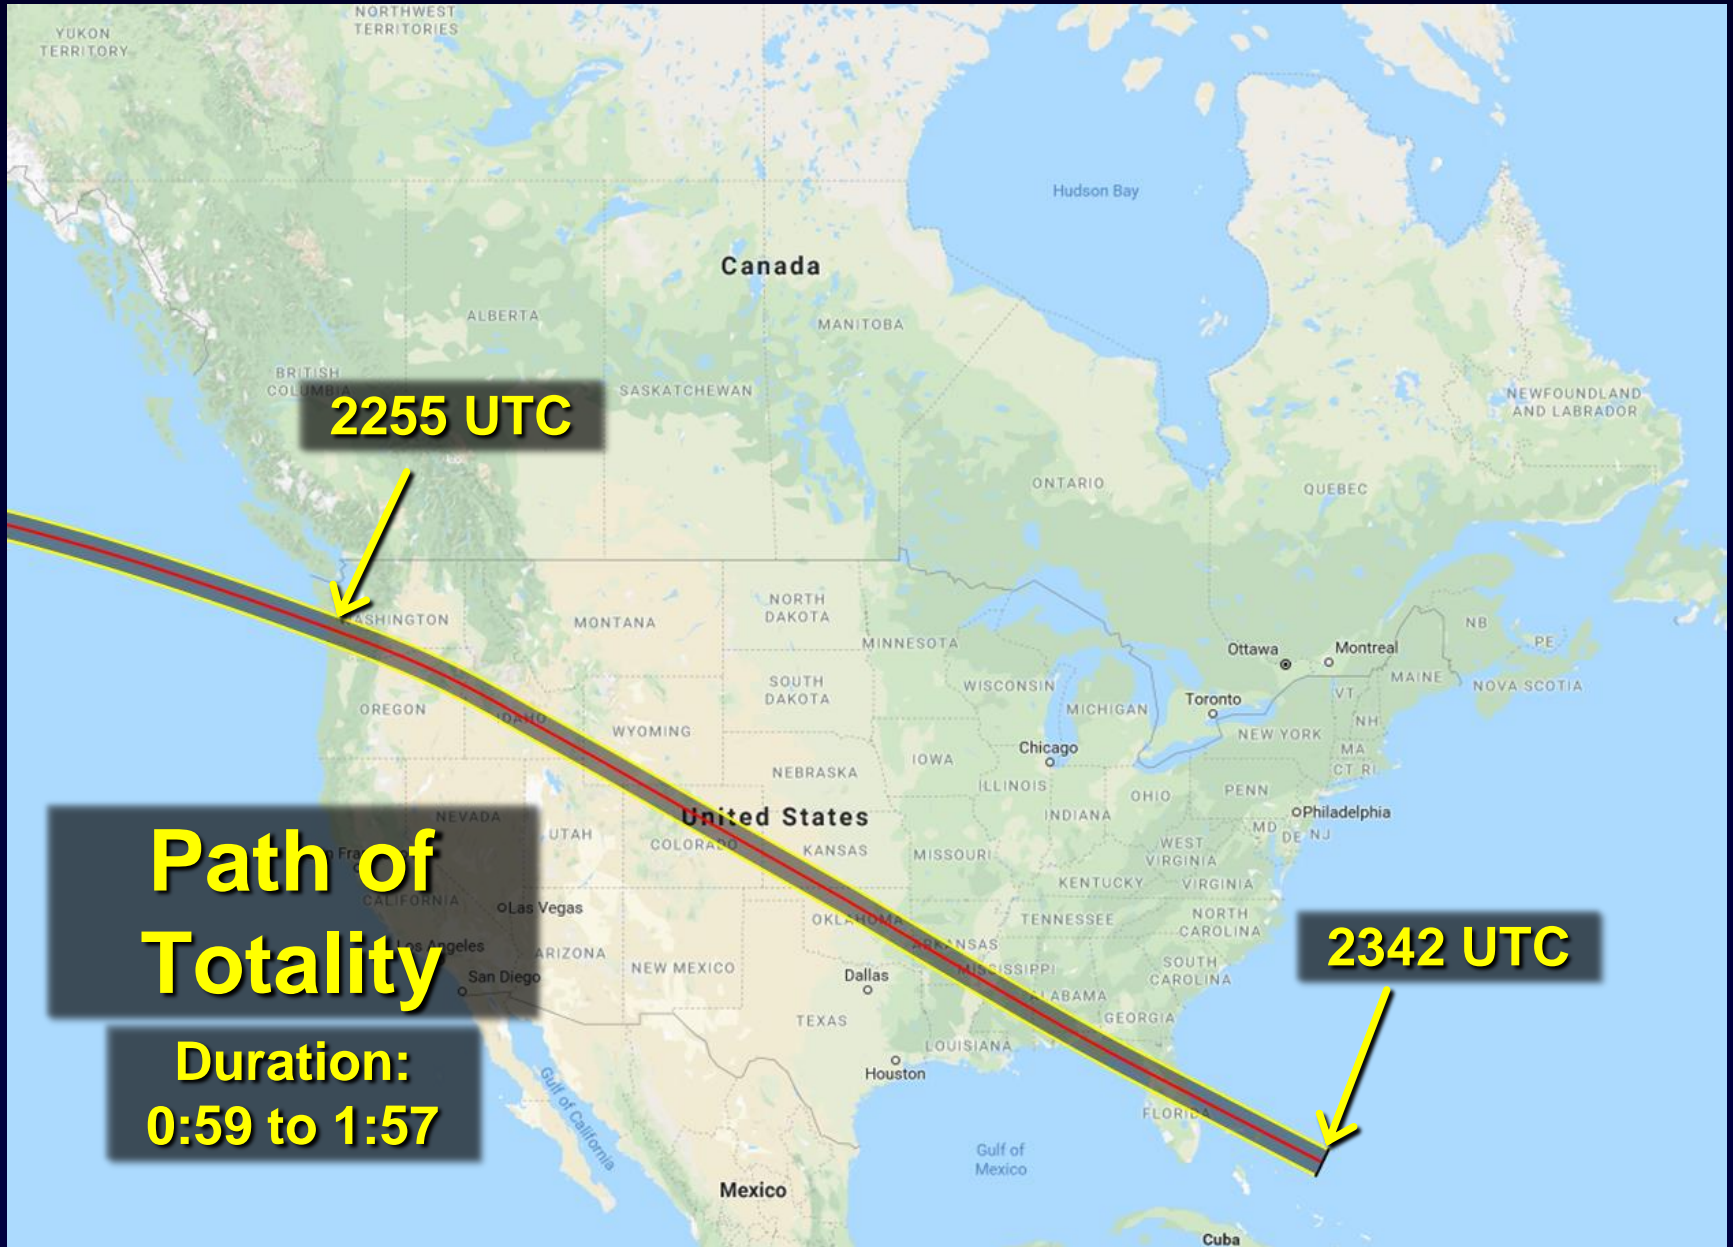 YUKON
TERRITORY
NORTHWEST
TERRITORIES
Hudson Bay
Canada
ALBERTA
MANITOBA
BRITISH
COLUMBIA
SASKATCHEWAN
NEWFOUNDLAND
AND LABRADOR
2255 UTC
ONTARIO
QUEBEC
WASHINGTON
MONTANA
NORTH
DAKOTA
MINNESOTA
Ottawa
Montreal
NB
PE
MAINE
NOVA SCOTIA
OREGON
IDAHO
SOUTH
DAKOTA
WISCONSIN
MICHIGAN
Toronto
VT
NH
WYOMING
NEW YORK
MA
CT RI
Chicago
IOWA
NEBRASKA
ILLINOIS
OHIO
PENN
NEVADA
United States
INDIANA
Philadelphia
MD
DE
NJ
UTAH
COLORADO
KANSAS
MISSOURI
WEST
VIRGINIA
KENTUCKY
VIRGINIA
Path of
Totality
CALIFORNIA
Las Vegas
OKLAHOMA
TENNESSEE
NORTH
CAROLINA
Los Angeles
ARIZONA
NEW MEXICO
ARKANSAS
2342 UTC
San Diego
Dallas
MISSISSIPPI
SOUTH
CAROLINA
ALABAMA
TEXAS
GEORGIA
LOUISIANA
Houston
Duration:
0:59 to 1:57
Gulf of California
FLORIDA
Gulf of
Mexico
Mexico
Cuba